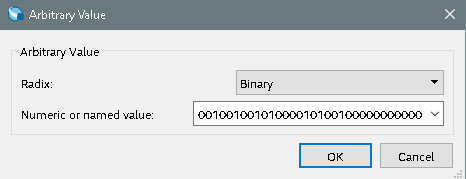 Arbitrary Value
Arbitrary Value
Radix: Binary
Numeric or named value: 00100100101000010100100000000000
OK Cancel